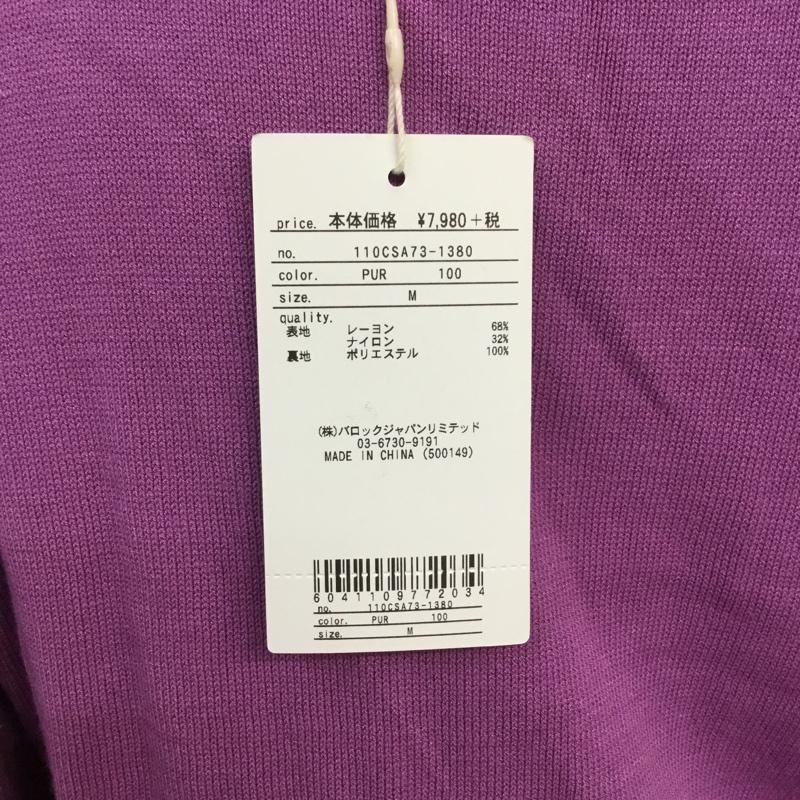 price. 本体価格 ¥7,980+税
no. 110CSA73-1380
color. PUR 100
size. M
quality.
表地 レーヨン 68%
ナイロン 32%
裏地 ポリエステル 100%
(株)バロックジャパンリミテッド
03-6730-9191
MADE IN CHINA (500149)
6041109772034
no. 110CSA73-1380
color. PUR 100
size. M